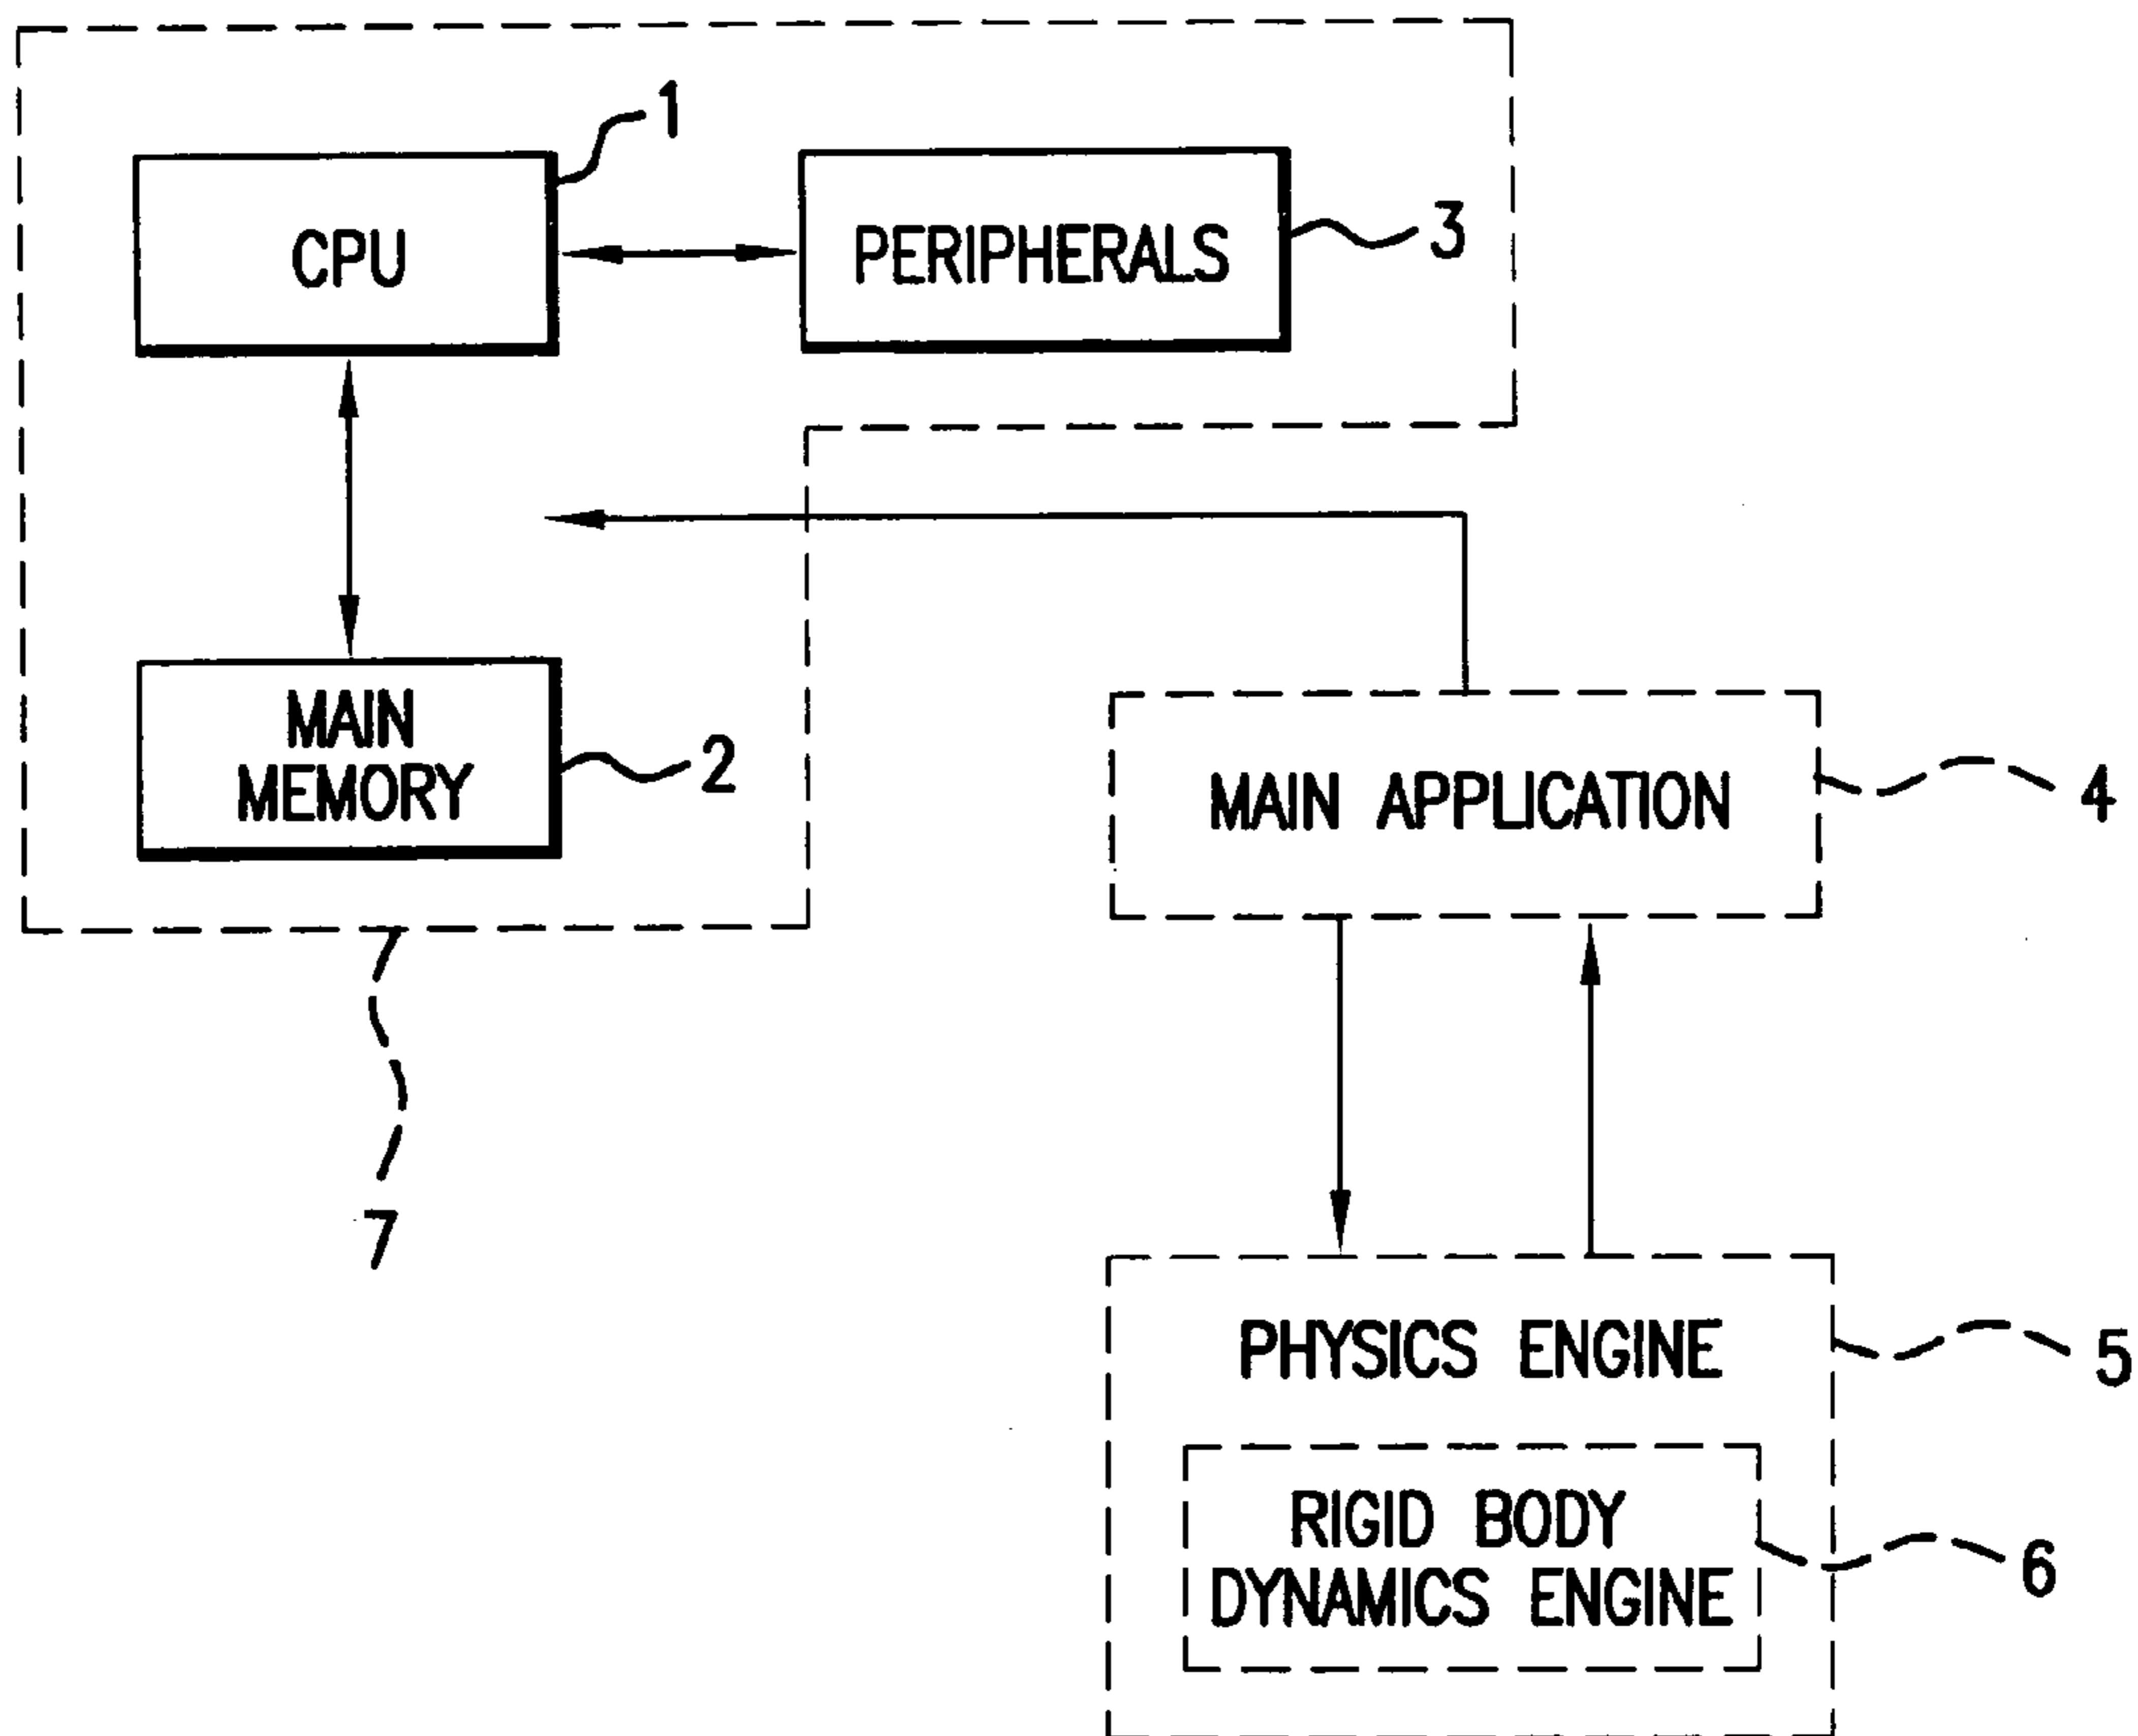 1
CPU
PERIPHERALS
3
MAIN
MEMORY
2
MAIN APPLICATION
4
7
PHYSICS ENGINE
5
RIGID BODY
DYNAMICS ENGINE
6